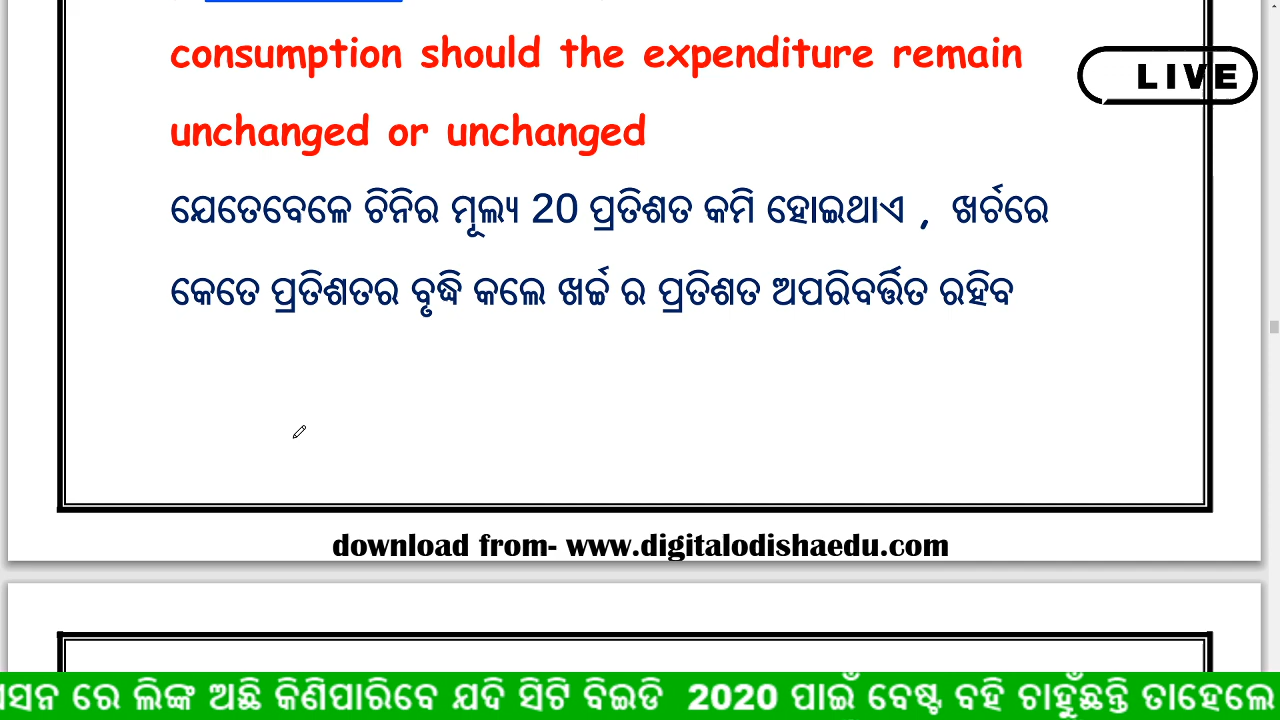 consumption should the expenditure remain
LIVE
unchanged or unchanged
ଯେତେବେଳେ ଚିନିର ମୂଲ୍ୟ 20 ପ୍ରତିଶତ କମି ହୋଇଥାଏ , ଖର୍ଚରେ
କେତେ ପ୍ରତିଶତର ବୃଦ୍ଧି କଲେ ଖର୍ଚ୍ଚ ର ପ୍ରତିଶତ ଅପରିବର୍ତ୍ତିତ ରହିବ
download from- www.digitalodishaedu.com
ରେ ଲିଙ୍କ ଅଛି କିଣିପାରିବେ ଯଦି ସିଟି ବିଇଡି 2020 ପାଇଁ ବେଷ୍ଟ ବହି ଚାହୁଁଛନ୍ତି ତାହେଲେ